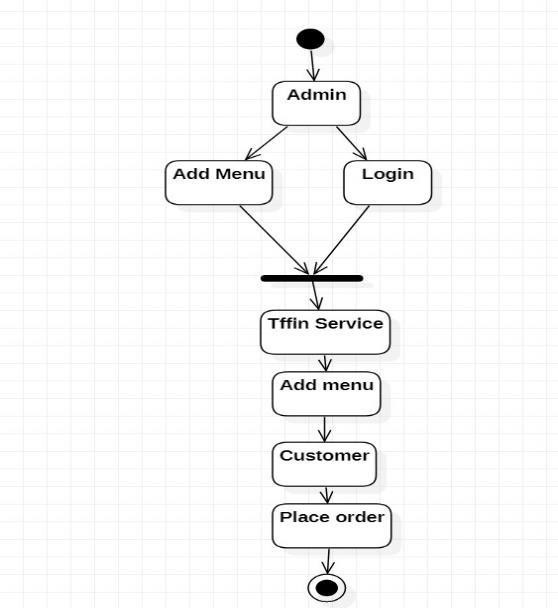 Admin
Add Menu
Login
Tffin Service
Add menu
Customer
Place order